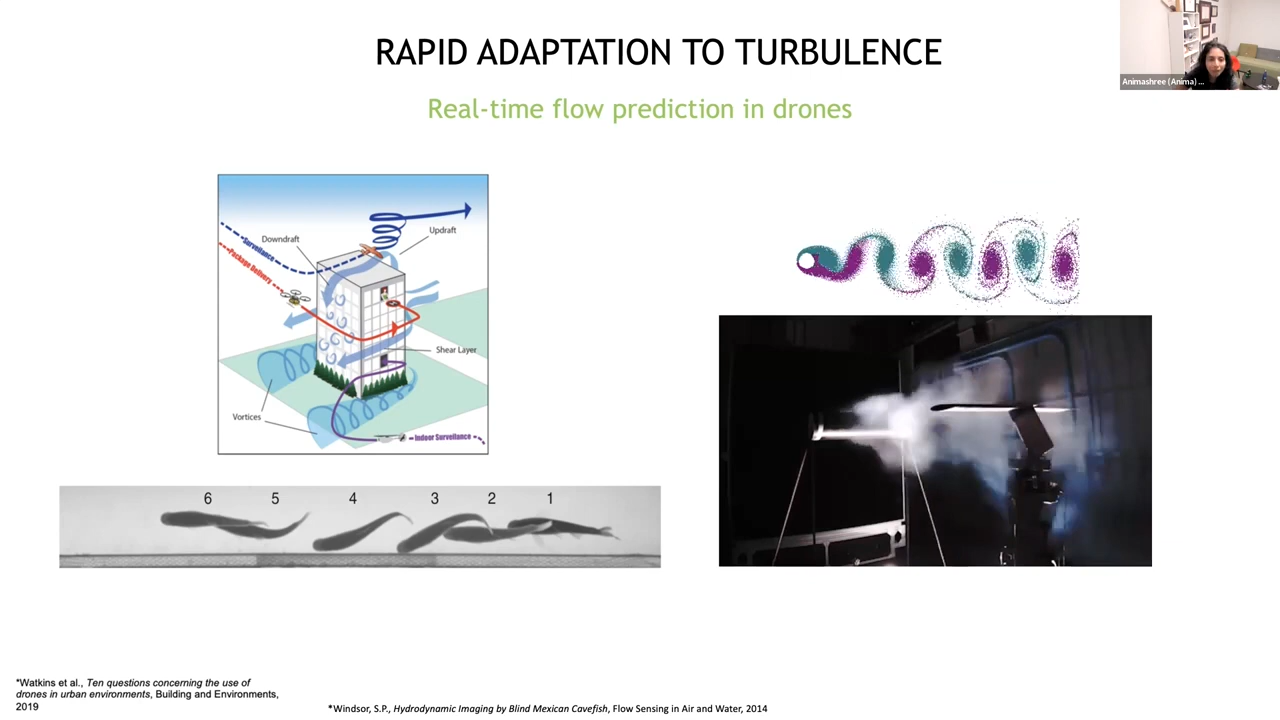 RAPID ADAPTATION TO TURBULENCE
Animashree (Anima) ...
Real-time flow prediction in drones
Downdraft
Updraft
Surveillance
Package Delivery
Shear Layer
Vortices
Indoor Surveillance
6 5 4 3 2 1
*Watkins et al., Ten questions concerning the use of
drones in urban environments, Building and Environments,
2019
*Windsor, S.P., Hydrodynamic Imaging by Blind Mexican Cavefish, Flow Sensing in Air and Water, 2014